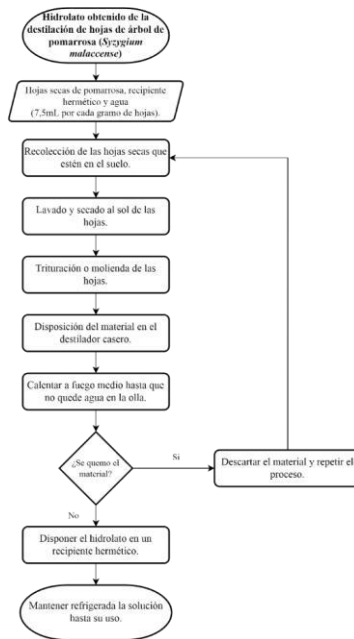 Hidrolato obtenido de la
destilación de hojas de árbol de
pomarrosa (Syzygium
malaccense)
Hojas secas de pomarrosa, recipiente
hermético y agua
(7,5mL por cada gramo de hojas).
Recolección de las hojas secas que
estén en el suelo.
Lavado y secado al sol de las
hojas.
Trituración o molienda de las
hojas.
Disposición del material en el
destilador casero.
Calentar a fuego medio hasta que
no quede agua en la olla.
¿Se quemo el
material?
Si
Descartar el material y repetir el
proceso.
No
Disponer el hidrolato en un
recipiente hermético.
Mantener refrigerada la solución
hasta su uso.